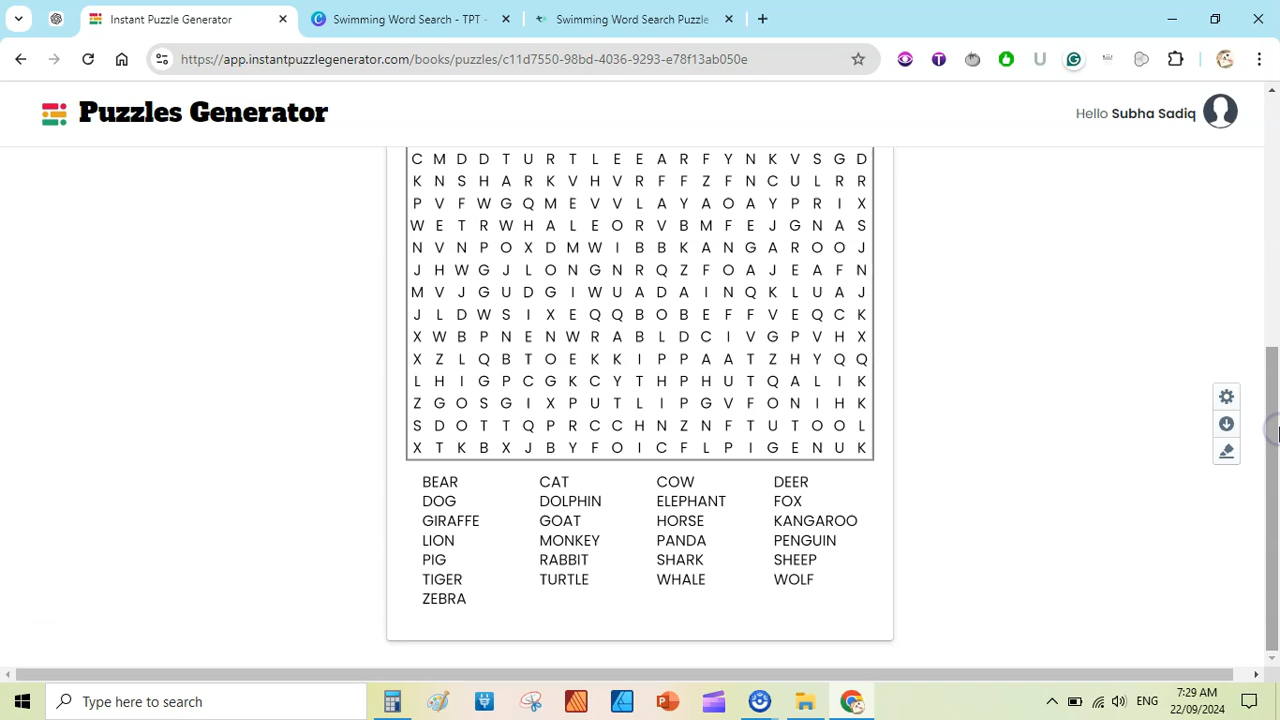 Instant Puzzle Generator
Swimming Word Search - TPT -
Swimming Word Search Puzzle
https://app.instantpuzzlegenerator.com/books/puzzles/c11d7550-98bd-4036-9293-e78f13ab050e
Puzzles Generator
Hello Subha Sadiq
C M D D T U R T L E E A R F Y N K V S G D
K N S H A R K V H V R F F Z F N C U L R R
P V F W G Q M E V V L A Y A O A Y P R I X
W E T R W H A L E O R V B M F E J G N A S
N V N P O X D M W I B B K A N G A R O O J
J H W G J L O N G N R Q Z F O A J E A F N
M V J G U D G I W U A D A I N Q K L U A J
J L D W S I X E Q Q B O B E F F V E Q C K
X W B P N E N W R A B L D C I V G P V H X
X Z L Q B T O E K K I P P A A T Z H Y Q Q
L H I G P C G K C Y T H P H U T Q A L I K
Z G O S G I X P U T L I P G V F O N I H K
S D O T T Q P R C C H N Z N F T U T O O L
X T K B X J B Y F O I C F L P I G E N U K
BEAR CAT COW DEER
DOG DOLPHIN ELEPHANT FOX
GIRAFFE GOAT HORSE KANGAROO
LION MONKEY PANDA PENGUIN
PIG RABBIT SHARK SHEEP
TIGER TURTLE WHALE WOLF
ZEBRA
Type here to search
ENG
7:29 AM
22/09/2024